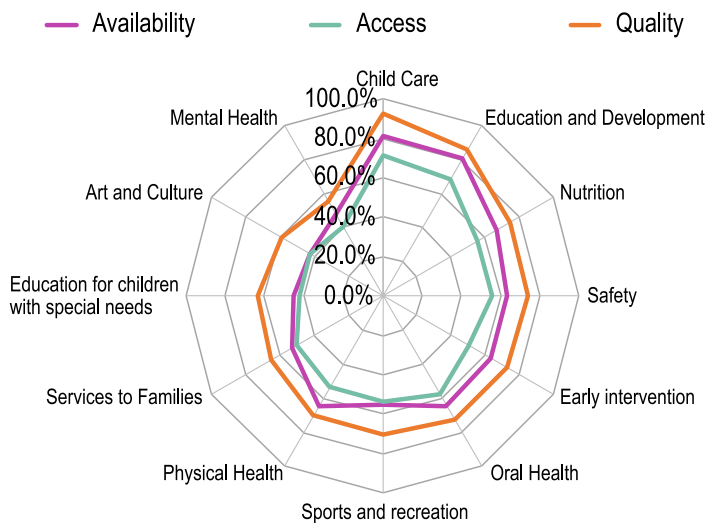 Availability
Access
Quality
Child Care
100.0%
Mental Health
Education and Development
80.0%
60.0%
Art and Culture
Nutrition
40.0%
20.0%
Education for children
with special needs
0.0%
Safety
Services to Families
Early intervention
Physical Health
Oral Health
Sports and recreation